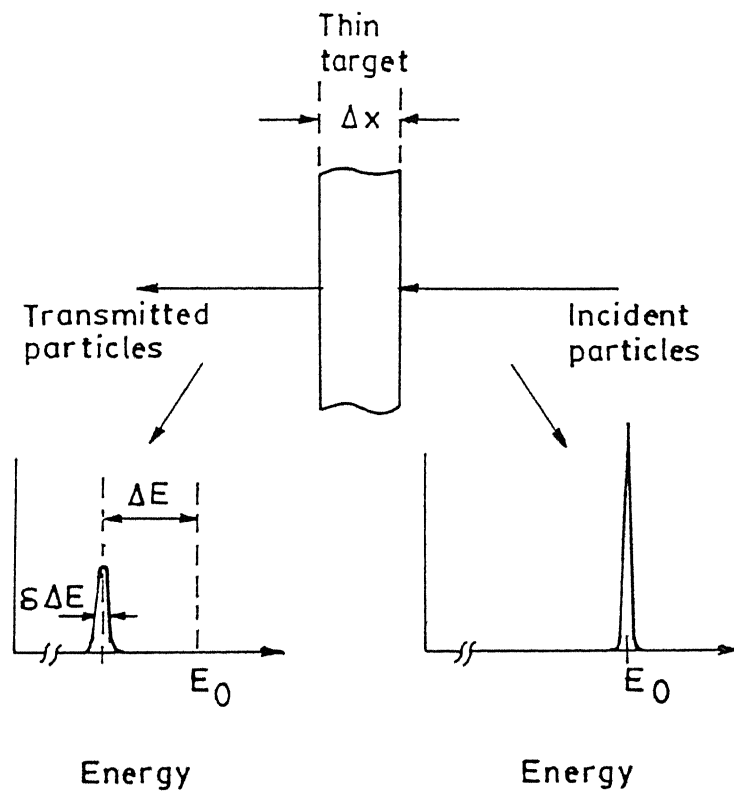 Thin
target
Δx
Transmitted
particles
Incident
particles
ΔE
δΔE
E0
E0
Energy
Energy